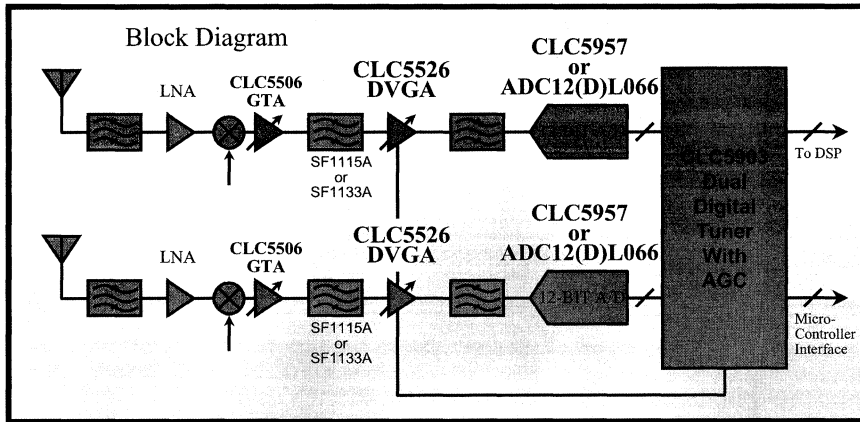 Block Diagram
LNA
CLC5506
GTA
SF1115A
or
SF1133A
CLC5526
DVGA
CLC5957
or
ADC12(D)L066
CLC5903
Dual
Digital
Tuner
With
AGC
To DSP
LNA
CLC5506
GTA
SF1115A
or
SF1133A
CLC5526
DVGA
CLC5957
or
ADC12(D)L066
12-BIT A/D
Micro-
Controller
Interface